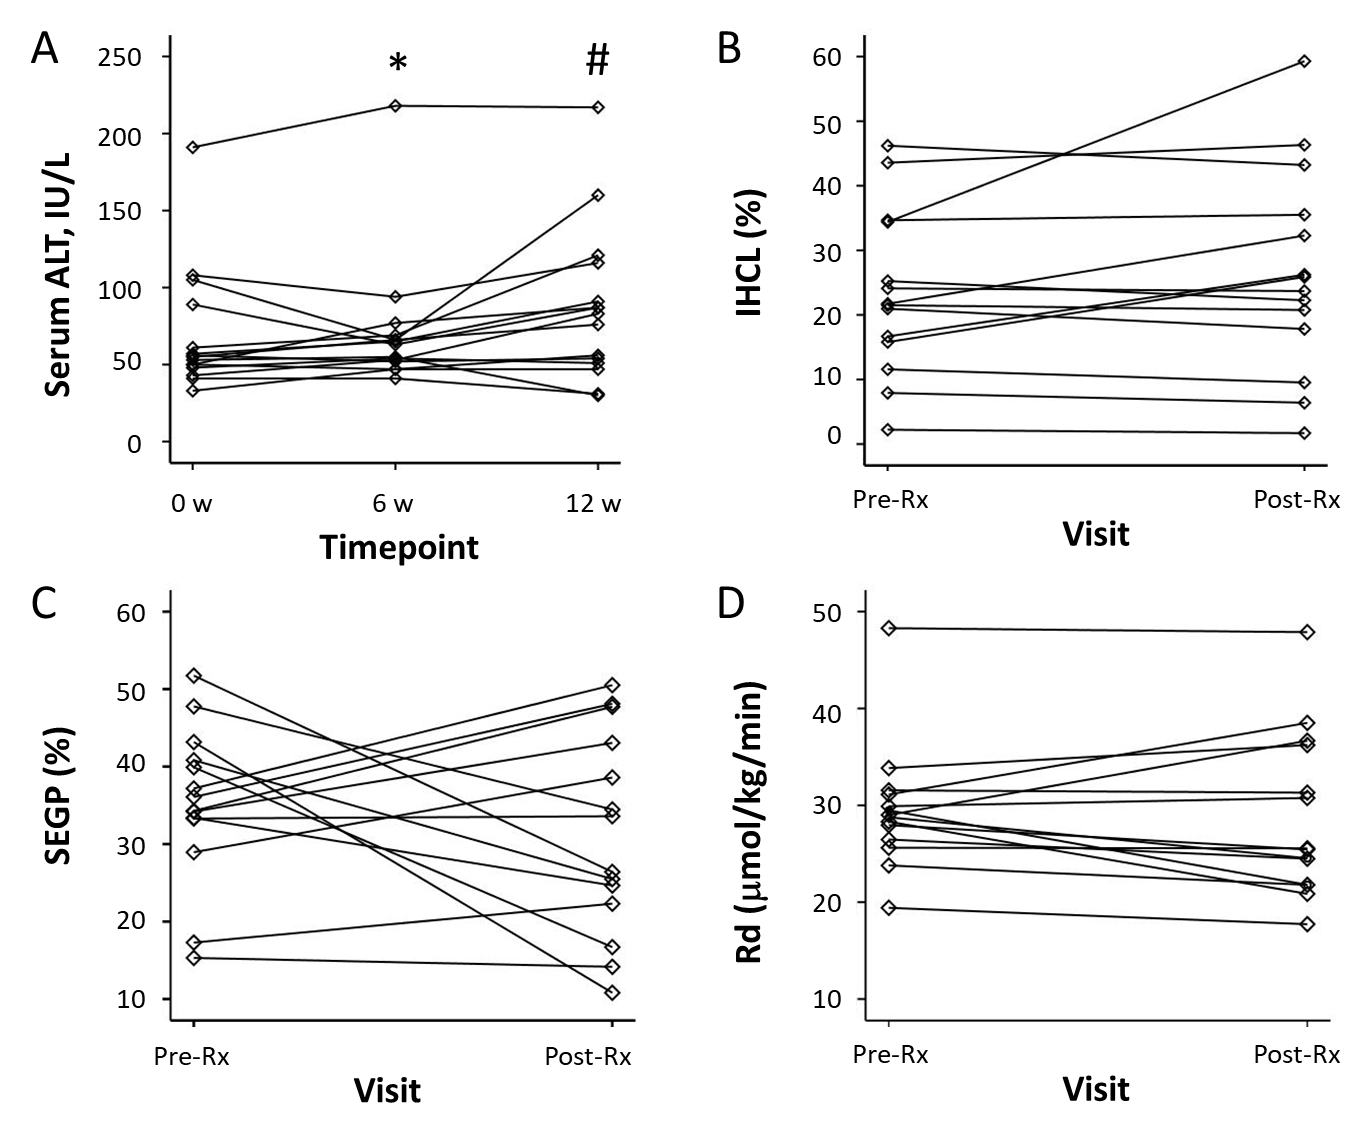 A
250
200
150
100
50
0
Serum ALT, IU/L
*
#
0 w
6 w
12 w
Timepoint
B
60
50
40
30
20
10
0
IHCL (%)
Pre-Rx
Post-Rx
Visit
C
60
50
40
30
20
10
SEGP (%)
Pre-Rx
Post-Rx
Visit
D
50
40
30
20
10
Rd (μmol/kg/min)
Pre-Rx
Post-Rx
Visit